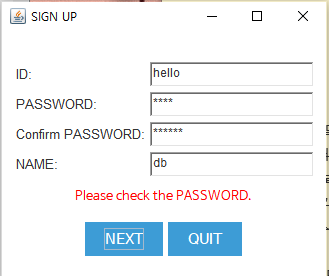 SIGN UP
ID: hello
PASSWORD: ****
Confirm PASSWORD: ******
NAME: db
Please check the PASSWORD.
NEXT QUIT